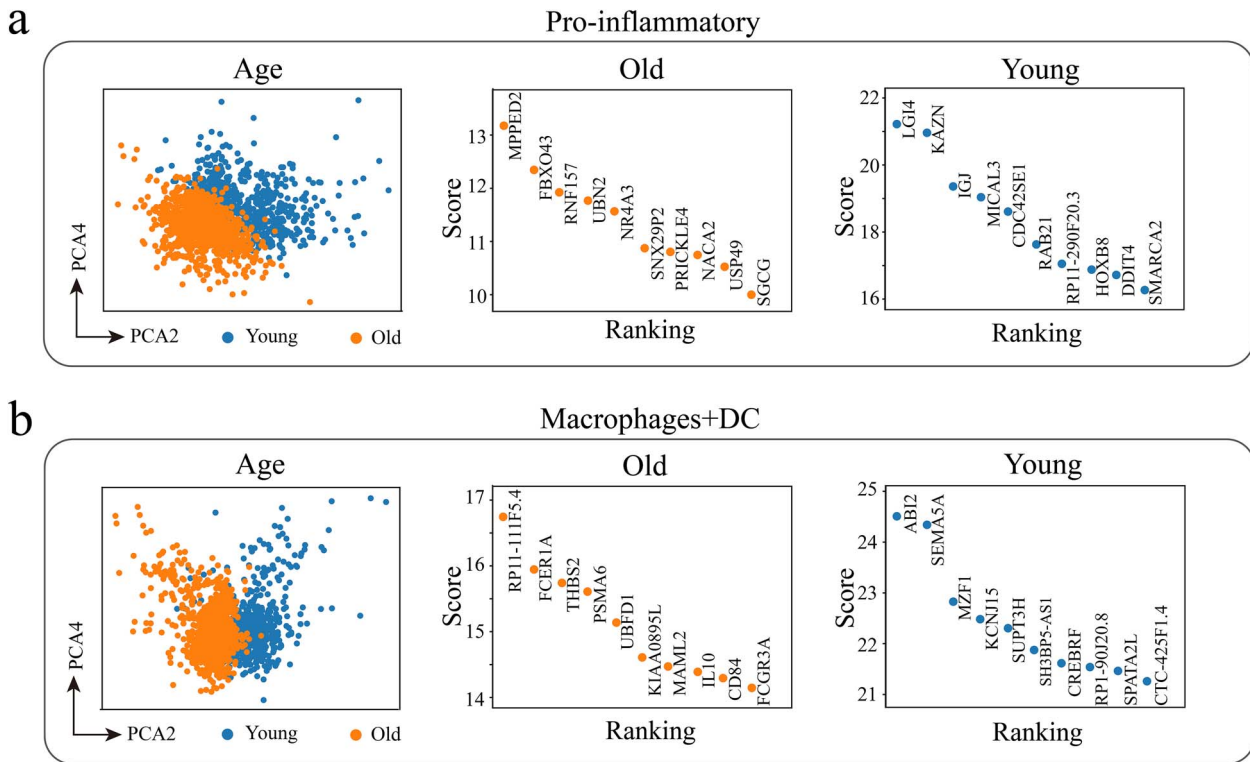 a
Pro-inflammatory
Age
PCA4
PCA2
Young
Old
Old
Score
13
12
11
10
MPPED2
FBXO43
RNF157
UBN2
NR4A3
SNX29P2
PRICKLE4
NACA2
USP49
SGCG
Ranking
Young
Score
22
20
18
16
LGI4
KAZN
IGJ
MICAL3
CDC42SE1
RAB21
RP11-290F20.3
HOXB8
DDIT4
SMARCA2
Ranking
b
Macrophages+DC
Age
PCA4
PCA2
Young
Old
Old
Score
17
16
15
14
RP11-111F5.4
FCER1A
THBS2
PSMA6
UBFD1
KIAA0895L
MAML2
IL10
CD84
FCGR3A
Ranking
Young
Score
25
24
23
22
21
ABI2
SEMA5A
MZF1
KCNJ15
SUPT3H
SH3BP5-AS1
CREBRF
RP1-90J20.8
SPATA2L
CTC-425F1.4
Ranking